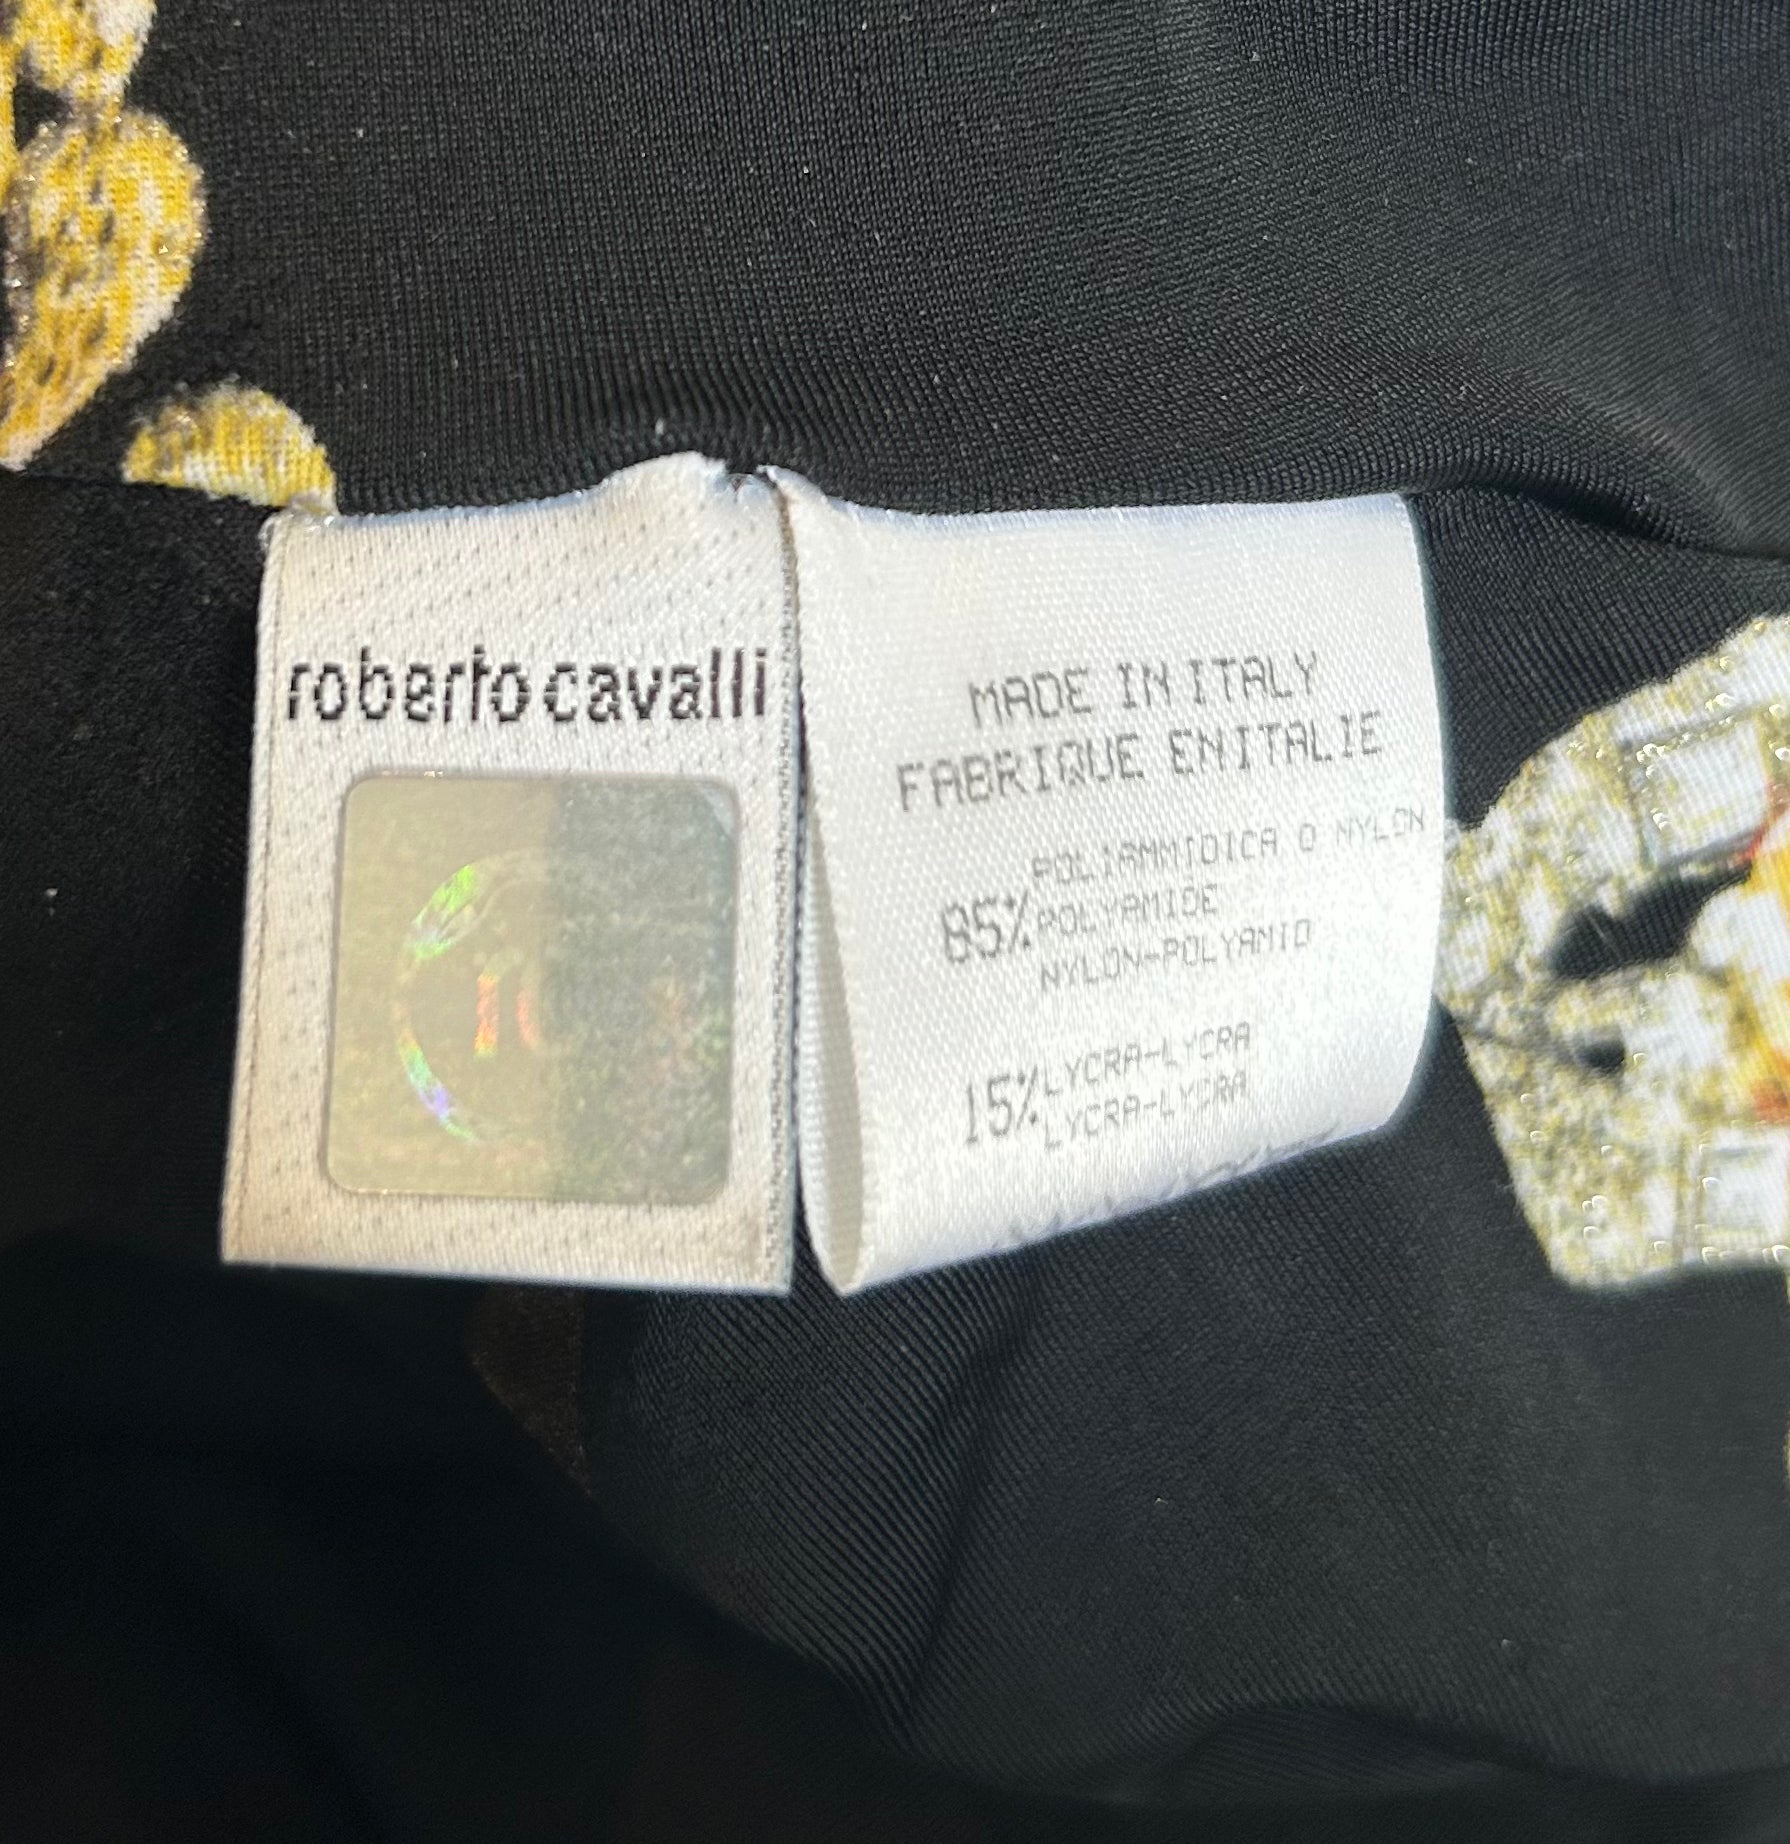 roberto cavalli
MADE IN ITALY
FABRIQUE EN ITALIE
POLIAMMIDICA O NYLON
85% POLYAMIDE
NYLON-POLYAMID
15% LYCRA-LYCRA
LYCRA-LYCRA